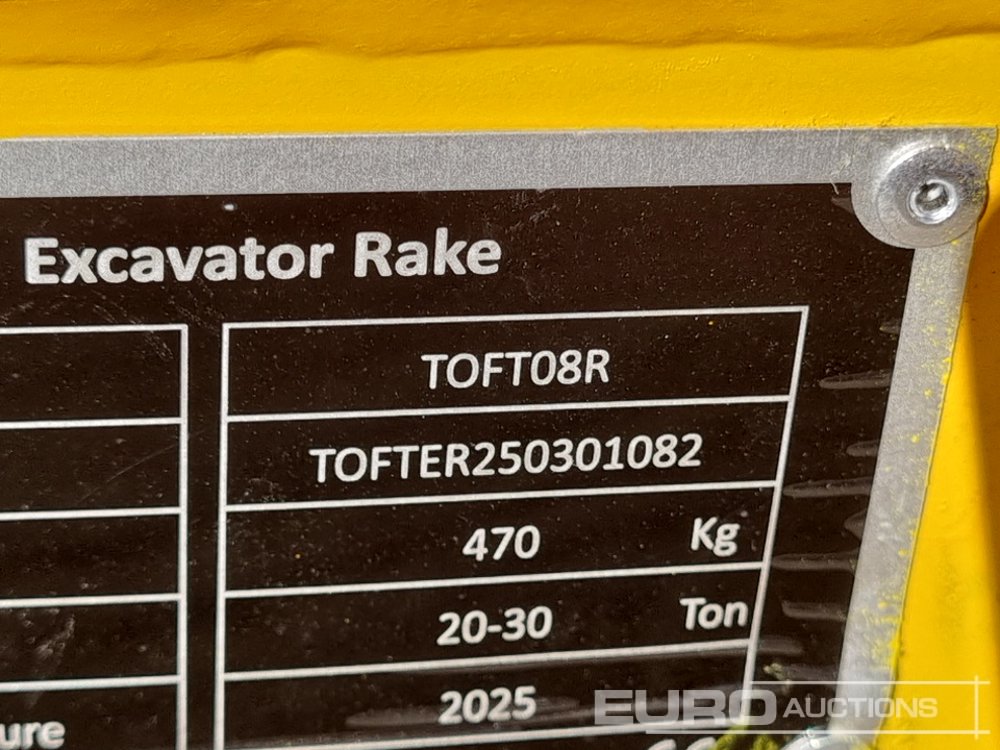 Excavator Rake
TOFT08R
TOFTER250301082
470 Kg
20-30 Ton
ure 2025
EURO AUCTIONS